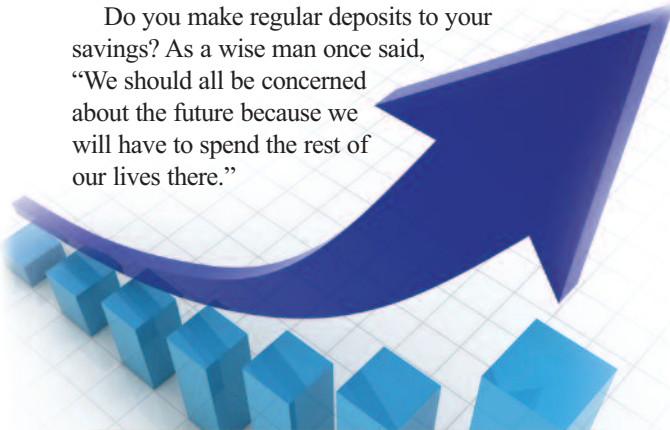 Do you make regular deposits to your
savings? As a wise man once said,
“We should all be concerned
about the future because we
will have to spend the rest of
our lives there.”